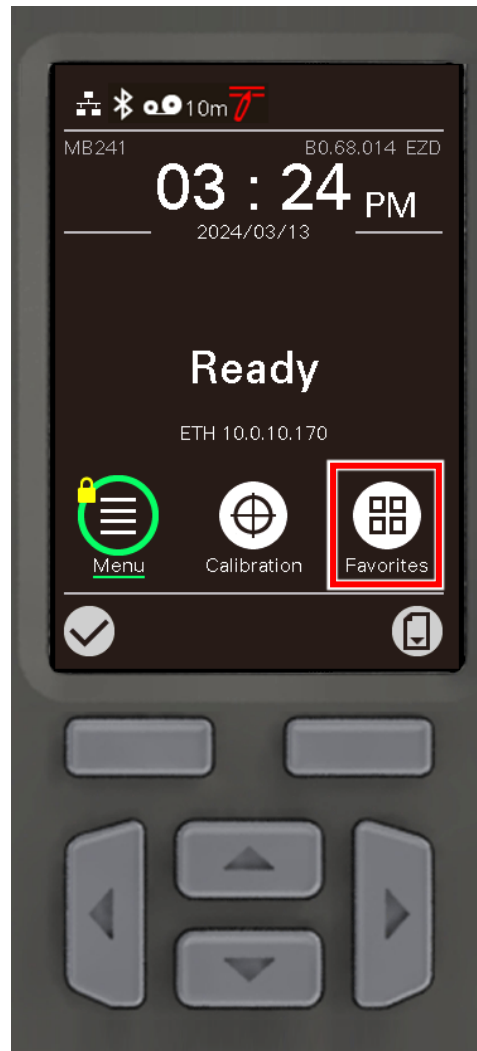 10m
MB241 B0.68.014 EZD
03 : 24 PM
2024/03/13
Ready
ETH 10.0.10.170
Menu Calibration Favorites